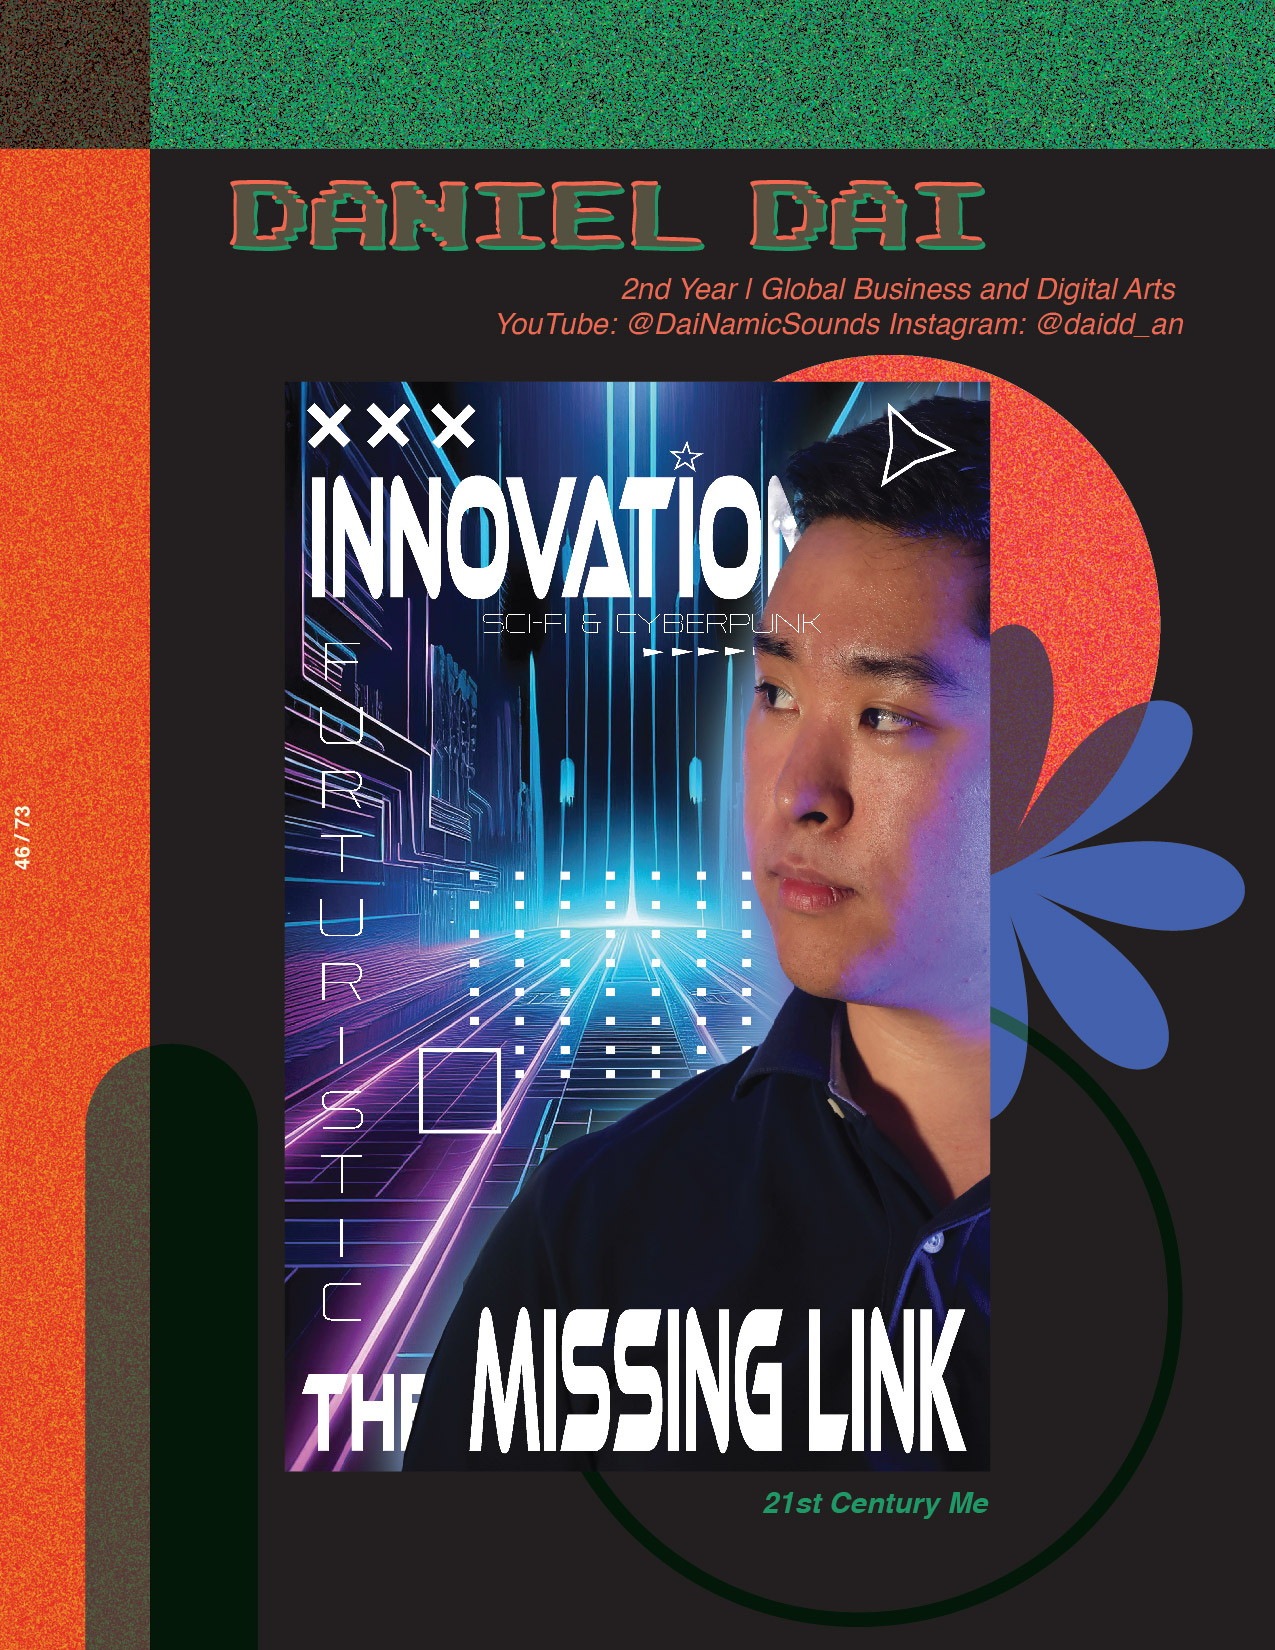 DANIEL DAI
2nd Year | Global Business and Digital Arts
YouTube: @DaiNamicSounds Instagram: @daidd_an
INNOVATION
SCI-FI & CYBERPUNK
FURTURISTIC
THE MISSING LINK
21st Century Me
46 / 73